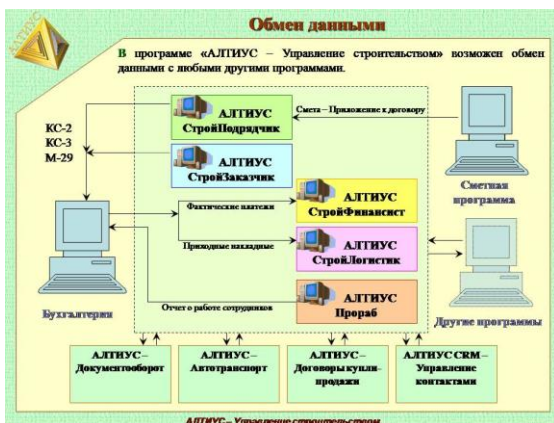 АЛТИУС
Обмен данными
В программе «АЛТИУС – Управление строительством» возможен обмен
данными с любыми другими программами.
КС-2
КС-3
М-29
АЛТИУС
СтройПодрядчик
Смета – Приложение к договору
АЛТИУС
СтройЗаказчик
Сметная
программа
Фактические платежи
АЛТИУС
СтройФинансист
Приходные накладные
АЛТИУС
СтройЛогистик
Бухгалтерия
Отчет о работе сотрудников
АЛТИУС
Прораб
Другие программы
АЛТИУС –
Документооборот
АЛТИУС –
Автотранспорт
АЛТИУС –
Договоры купли-
продажи
АЛТИУС CRM –
Управление
контактами
АЛТИУС – Управление строительством